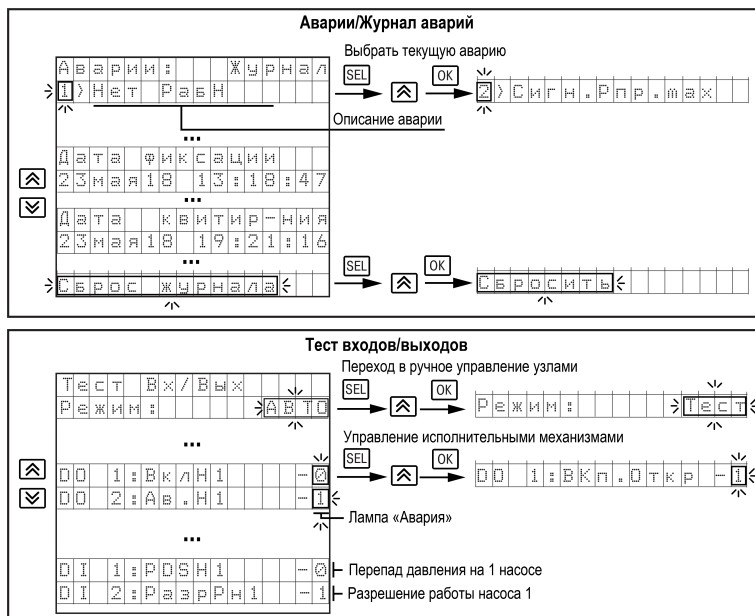 Аварии/Журнал аварий
Выбрать текущую аварию
Аварии: Журнал
SEL
OK
1)Нет РабН
2)Сигн.Рпр.max
Описание аварии
...
Дата фиксации
23мая18 13:18:47
...
Дата квитир-ния
23мая18 19:21:16
...
SEL
OK
Сброс журнала
Сбросить
Тест входов/выходов
Переход в ручное управление узлами
Тест Вх/Вых
SEL
OK
Режим: АВТО
Режим: Тест
...
Управление исполнительными механизмами
SEL
OK
DO 1:ВклН1 -0
DO 1:ВКп.Откр -1
DO 2:Ав.Н1 -1
Лампа «Авария»
...
DI 1:PDSH1 -0
Перепад давления на 1 насосе
DI 2:РазрРн1 -1
Разрешение работы насоса 1